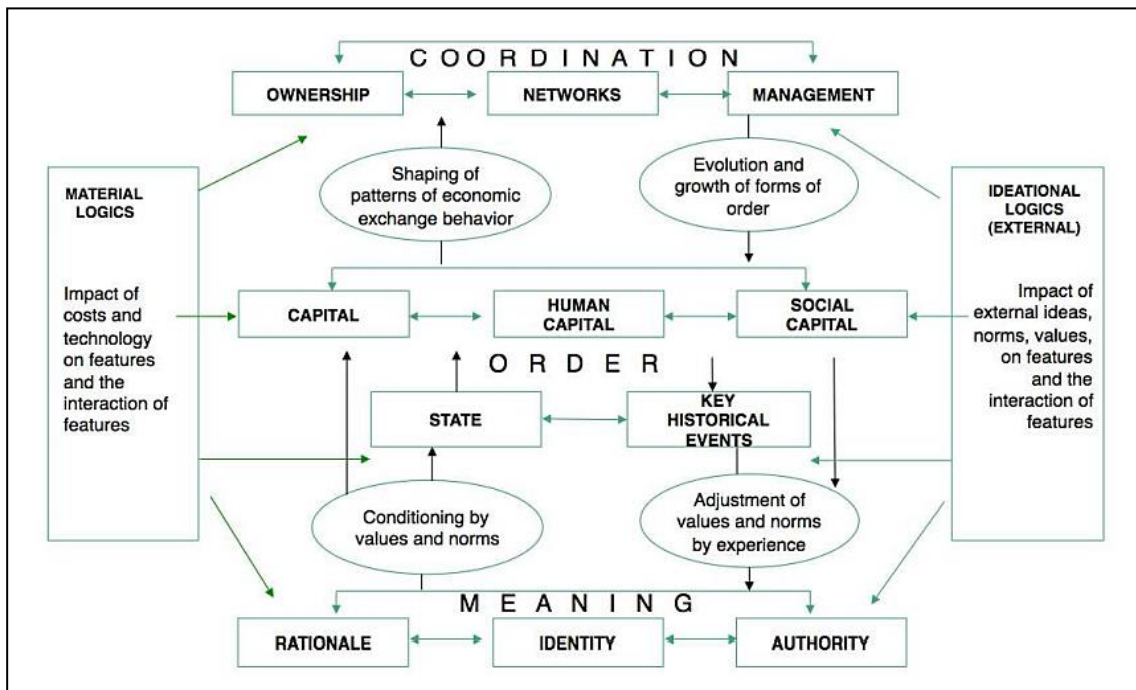 COORDINATION
OWNERSHIP
NETWORKS
MANAGEMENT
Shaping of
patterns of economic
exchange behavior
Evolution and
growth of forms of
order
MATERIAL
LOGICS
Impact of
costs and
technology
on features
and the
interaction of
features
IDEATIONAL
LOGICS
(EXTERNAL)
Impact of
external ideas,
norms, values,
on features
and the
interaction of
features
CAPITAL
HUMAN
CAPITAL
SOCIAL
CAPITAL
ORDER
STATE
KEY
HISTORICAL
EVENTS
Conditioning by
values and norms
Adjustment of
values and norms
by experience
MEANING
RATIONALE
IDENTITY
AUTHORITY